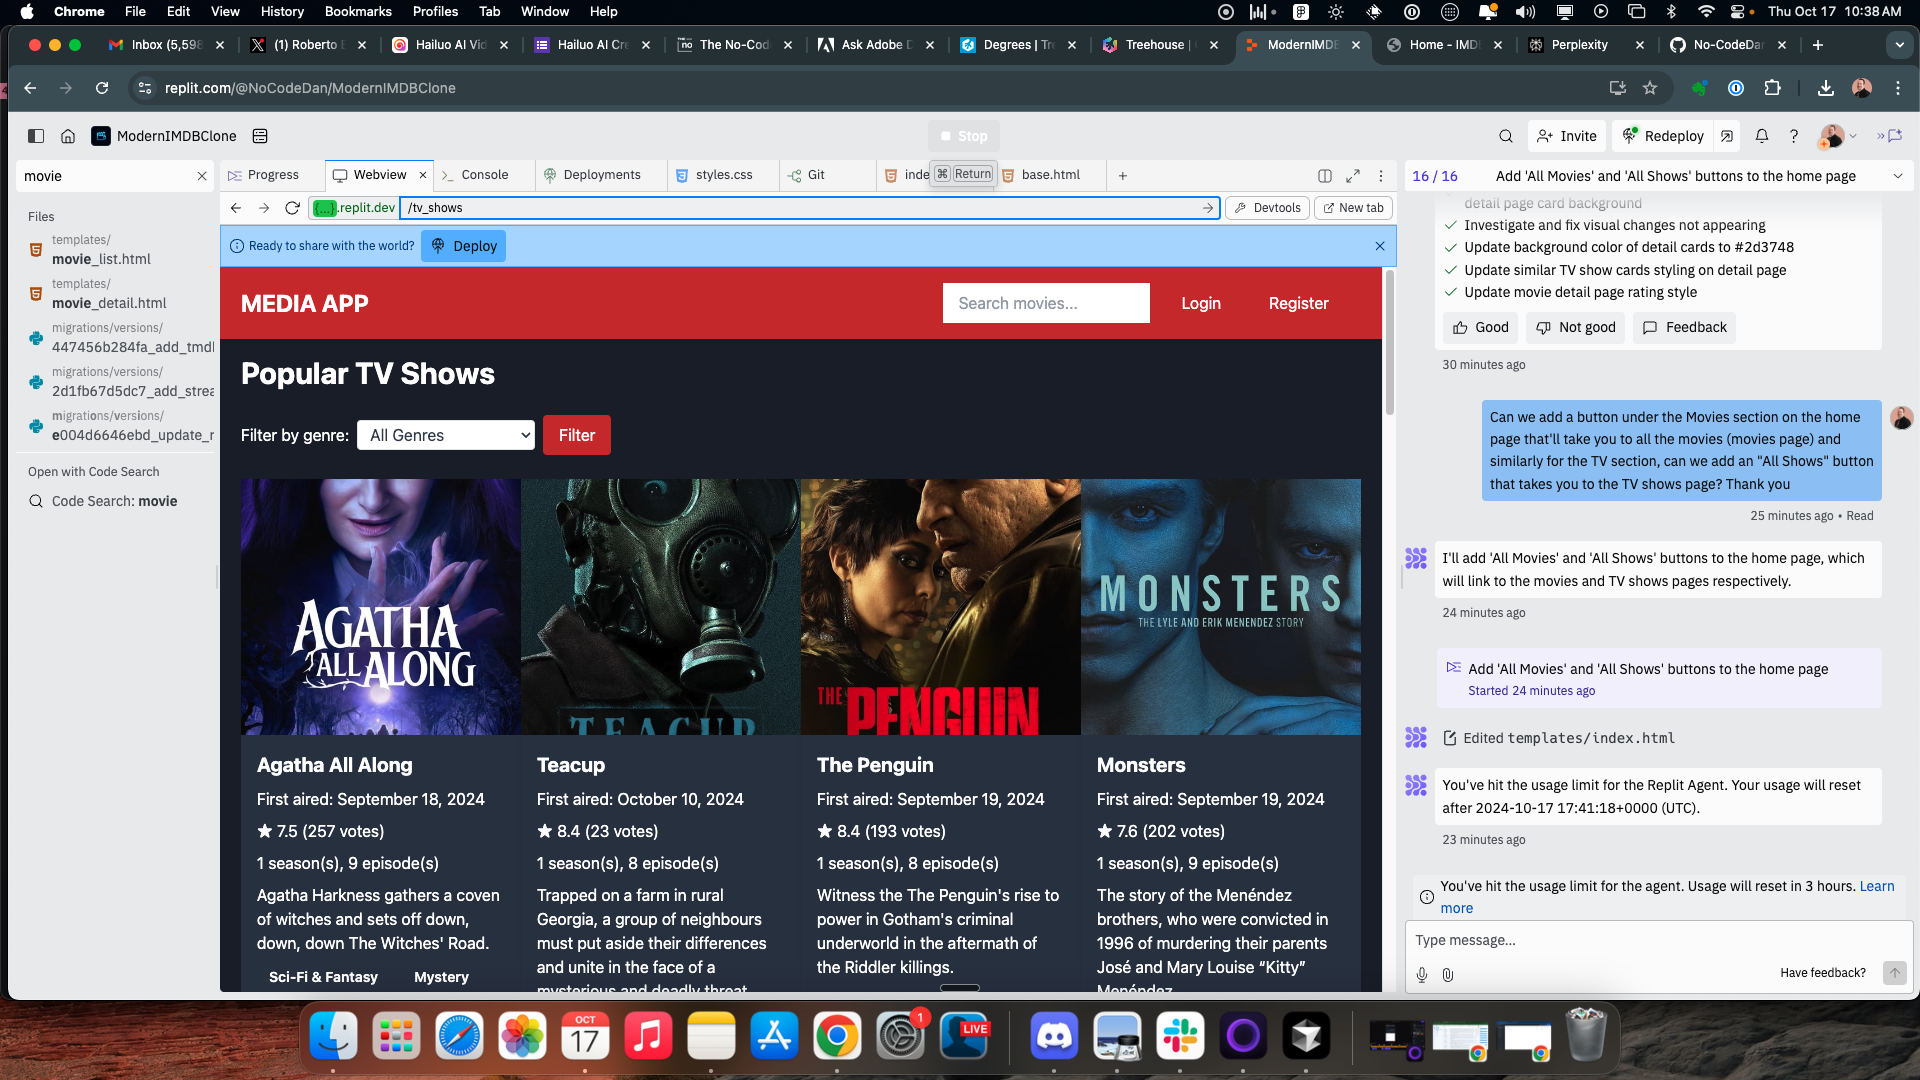 Chrome File Edit View History Bookmarks Profiles Tab Window Help
Thu Oct 17 10:38 AM
Inbox (5,598
(1) Roberto
Hailuo AI Vid
Hailuo AI Cre
The No-Cod
Ask Adobe
Degrees | Tr
Treehouse |
ModernIMDB
Home - IMD
Perplexity
No-CodeDa
replit.com/@NoCodeDan/ModernIMDBClone
ModernIMDBClone
Stop
Invite
Redeploy
movie
Progress
Webview
Console
Deployments
styles.css
Git
inde
⌘ Return
base.html
16 / 16
Add 'All Movies' and 'All Shows' buttons to the home page
{...}.replit.dev
/tv_shows
Devtools
New tab
Ready to share with the world?
Deploy
Files
templates/
movie_list.html
templates/
movie_detail.html
migrations/versions/
447456b284fa_add_tmd
migrations/versions/
2d1fb67d5dc7_add_strea
migrations/versions/
e004d6646ebd_update_r
Open with Code Search
Code Search: movie
MEDIA APP
Search movies...
Login
Register
Popular TV Shows
Filter by genre:
All Genres
Filter
AGATHA
ALL ALONG
TEACUP
THE PENGUIN
MONSTERS
THE LYLE AND ERIK MENENDEZ STORY
Agatha All Along
First aired: September 18, 2024
★ 7.5 (257 votes)
1 season(s), 9 episode(s)
Agatha Harkness gathers a coven
of witches and sets off down,
down, down The Witches' Road.
Sci-Fi & Fantasy
Mystery
Teacup
First aired: October 10, 2024
★ 8.4 (23 votes)
1 season(s), 8 episode(s)
Trapped on a farm in rural
Georgia, a group of neighbours
must put aside their differences
and unite in the face of a
mysterious and deadly threat
The Penguin
First aired: September 19, 2024
★ 8.4 (193 votes)
1 season(s), 8 episode(s)
Witness the The Penguin's rise to
power in Gotham's criminal
underworld in the aftermath of
the Riddler killings.
Monsters
First aired: September 19, 2024
★ 7.6 (202 votes)
1 season(s), 9 episode(s)
The story of the Menéndez
brothers, who were convicted in
1996 of murdering their parents
José and Mary Louise “Kitty”
Menéndez
detail page card background
Investigate and fix visual changes not appearing
Update background color of detail cards to #2d3748
Update similar TV show cards styling on detail page
Update movie detail page rating style
Good
Not good
Feedback
30 minutes ago
Can we add a button under the Movies section on the home
page that'll take you to all the movies (movies page) and
similarly for the TV section, can we add an "All Shows" button
that takes you to the TV shows page? Thank you
25 minutes ago • Read
I'll add 'All Movies' and 'All Shows' buttons to the home page, which
will link to the movies and TV shows pages respectively.
24 minutes ago
Add 'All Movies' and 'All Shows' buttons to the home page
Started 24 minutes ago
Edited templates/index.html
You've hit the usage limit for the Replit Agent. Your usage will reset
after 2024-10-17 17:41:18+0000 (UTC).
23 minutes ago
You've hit the usage limit for the agent. Usage will reset in 3 hours. Learn
more
Type message...
Have feedback?
OCT
17
1
LIVE